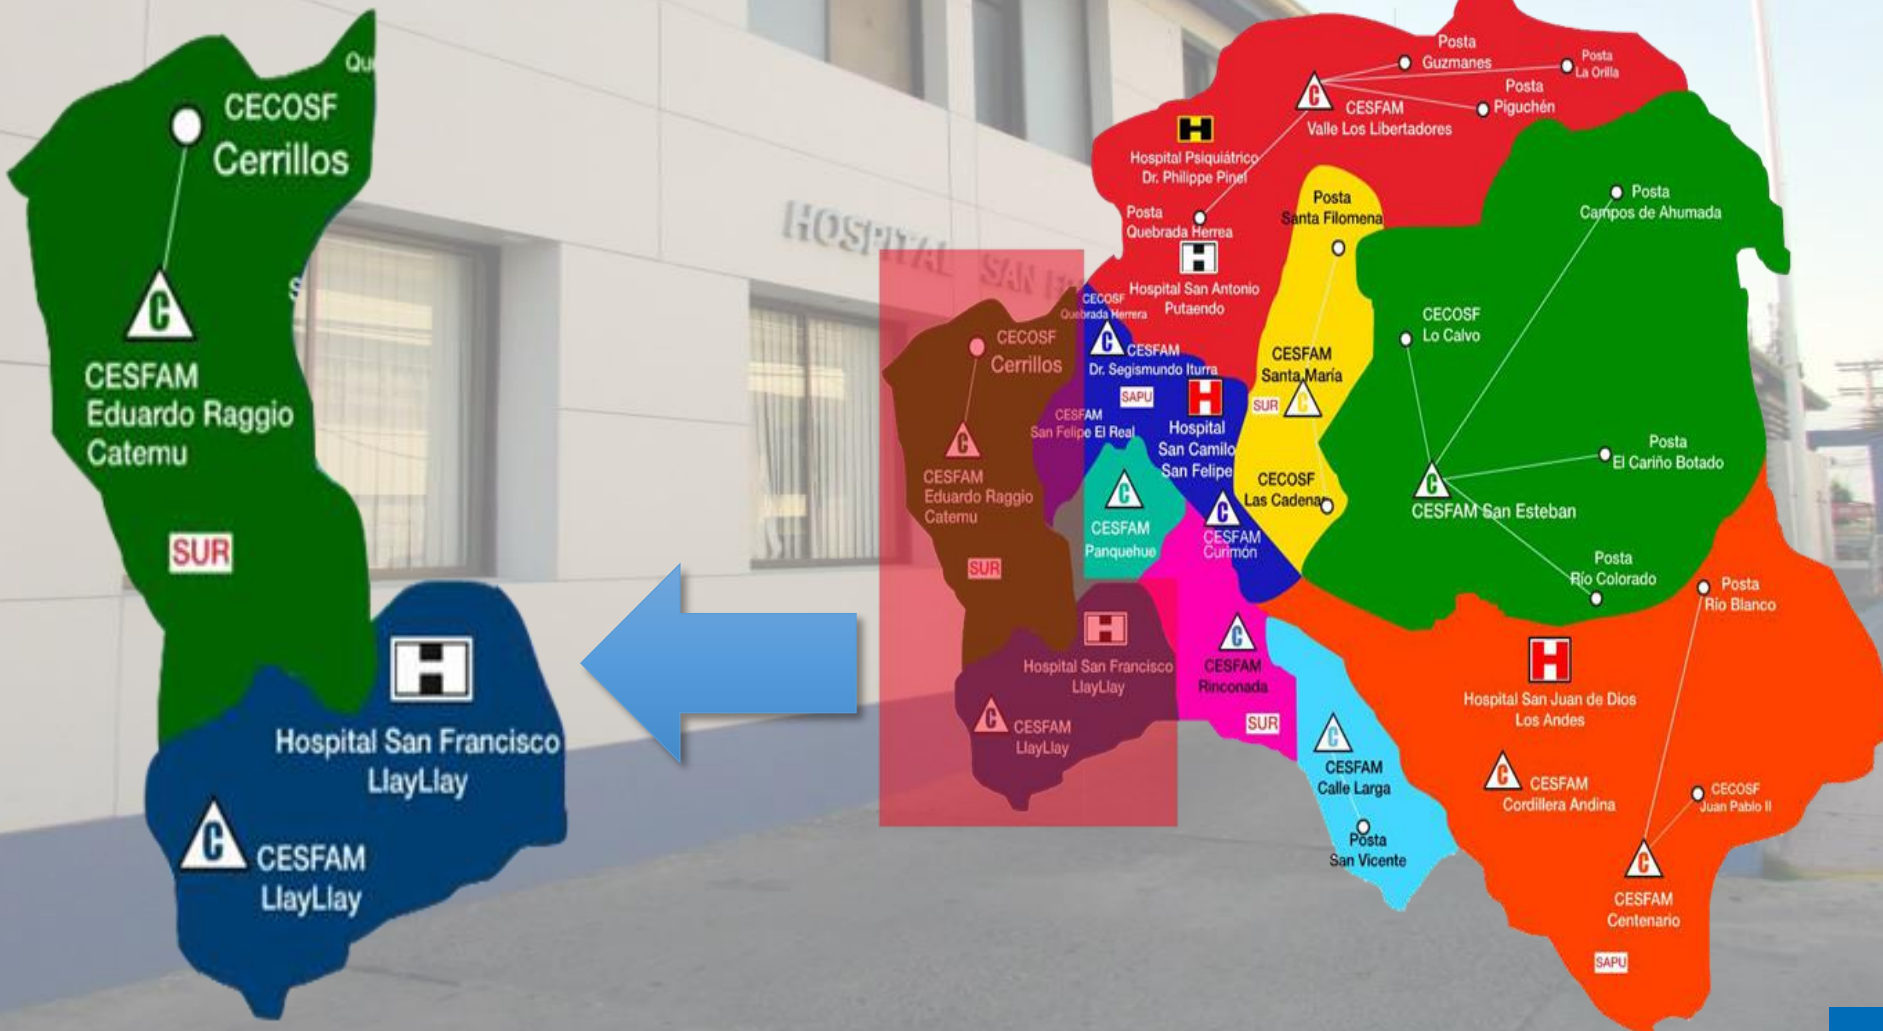 CECOSF
Cerrillos
C
CESFAM
Eduardo Raggio
Catemu
SUR
H
Hospital San Francisco
LlayLlay
C
CESFAM
LlayLlay
HOSPITAL SAN
Posta
Guzmanes
Posta
La Orilla
Posta
Piguchén
C
CESFAM
Valle Los Libertadores
H
Hospital Psiquiátrico
Dr. Philippe Pinel
Posta
Quebrada Herrea
H
Hospital San Antonio
Putaendo
Posta
Santa Filomena
CESFAM
Santa María
SUR
C
CECOSF
Las Cadenas
Posta
Campos de Ahumada
CECOSF
Lo Calvo
Posta
El Cariño Botado
C
CESFAM San Esteban
Posta
Río Colorado
CECOSF
Quebrada Herrera
C
CESFAM
Dr. Segismundo Iturra
SAPU
H
Hospital
San Camilo
San Felipe
CESFAM
San Felipe El Real
C
CESFAM
Curimón
C
CESFAM
Panquehue
CECOSF
Cerrillos
C
CESFAM
Eduardo Raggio
Catemu
SUR
H
Hospital San Francisco
LlayLlay
C
CESFAM
LlayLlay
C
CESFAM
Rinconada
SUR
C
CESFAM
Calle Larga
Posta
San Vicente
Posta
Río Blanco
H
Hospital San Juan de Dios
Los Andes
C
CESFAM
Cordillera Andina
CECOSF
Juan Pablo II
C
CESFAM
Centenario
SAPU